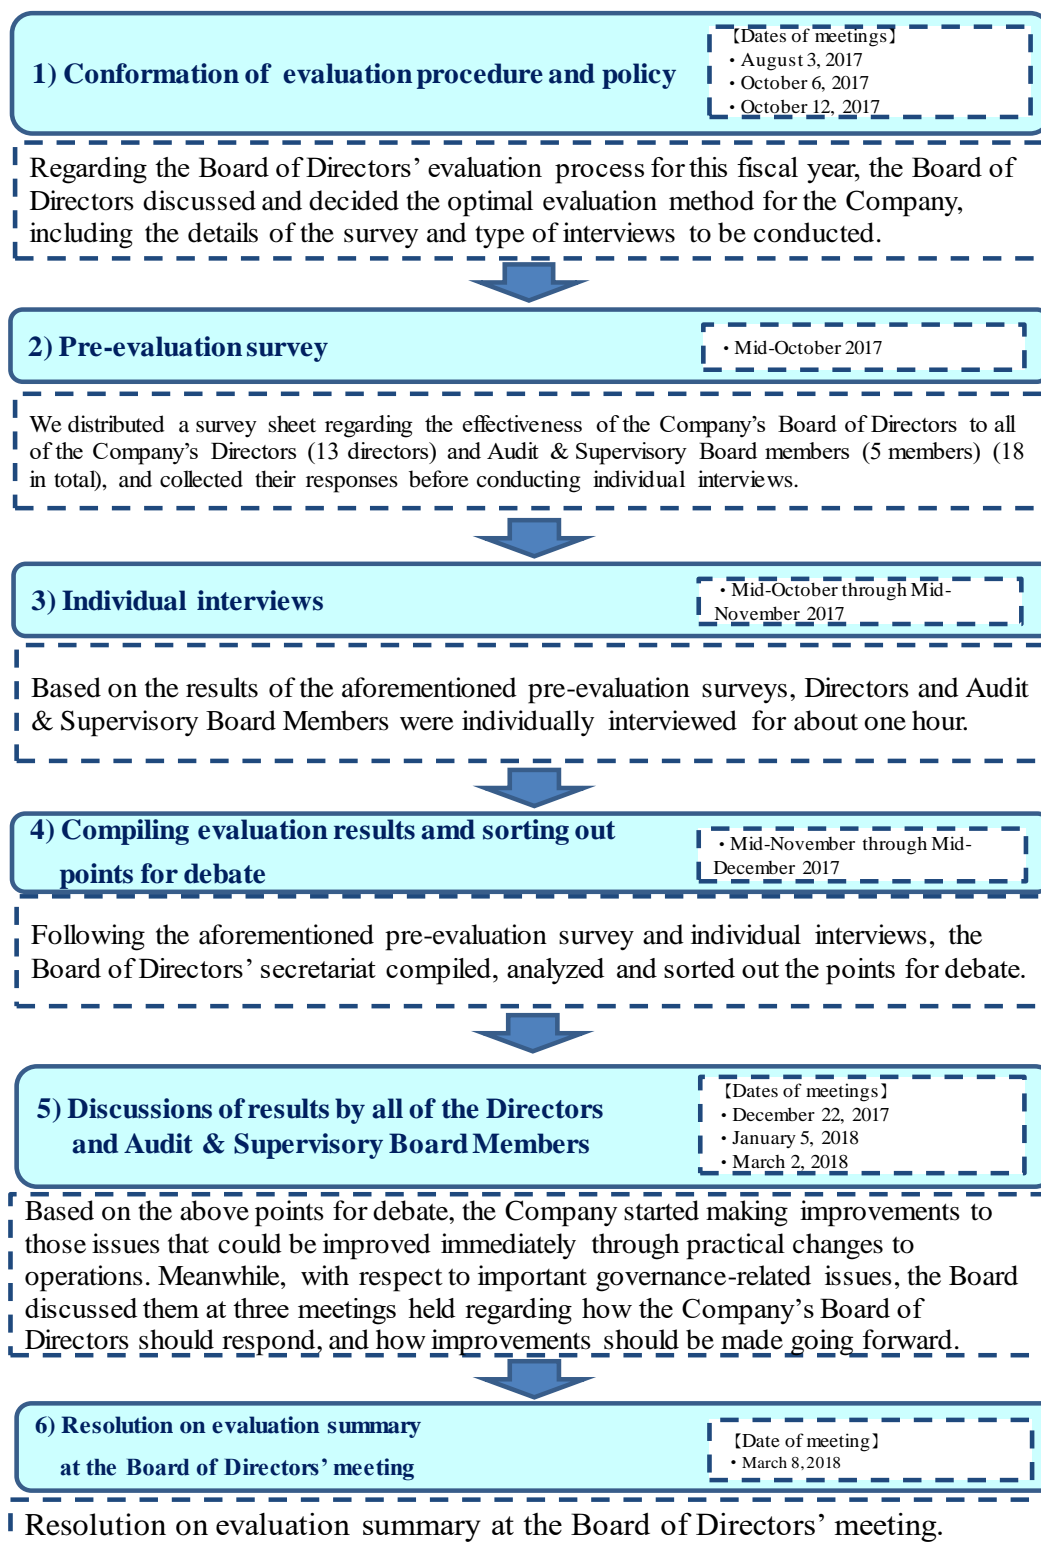 1) Conformation of evaluation procedure and policy
【Dates of meetings】
・August 3, 2017
・October 6, 2017
・October 12, 2017
Regarding the Board of Directors’ evaluation process for this fiscal year, the Board of
Directors discussed and decided the optimal evaluation method for the Company,
including the details of the survey and type of interviews to be conducted.
2) Pre-evaluation survey
・Mid-October 2017
We distributed a survey sheet regarding the effectiveness of the Company’s Board of Directors to all
of the Company’s Directors (13 directors) and Audit & Supervisory Board members (5 members) (18
in total), and collected their responses before conducting individual interviews.
3) Individual interviews
・Mid-October through Mid-
November 2017
Based on the results of the aforementioned pre-evaluation surveys, Directors and Audit
& Supervisory Board Members were individually interviewed for about one hour.
4) Compiling evaluation results amd sorting out
points for debate
・Mid-November through Mid-
December 2017
Following the aforementioned pre-evaluation survey and individual interviews, the
Board of Directors’ secretariat compiled, analyzed and sorted out the points for debate.
5) Discussions of results by all of the Directors
and Audit & Supervisory Board Members
【Dates of meetings】
・December 22, 2017
・January 5, 2018
・March 2, 2018
Based on the above points for debate, the Company started making improvements to
those issues that could be improved immediately through practical changes to
operations. Meanwhile, with respect to important governance-related issues, the Board
discussed them at three meetings held regarding how the Company’s Board of
Directors should respond, and how improvements should be made going forward.
6) Resolution on evaluation summary
at the Board of Directors’ meeting
【Date of meeting】
・March 8, 2018
Resolution on evaluation summary at the Board of Directors’ meeting.